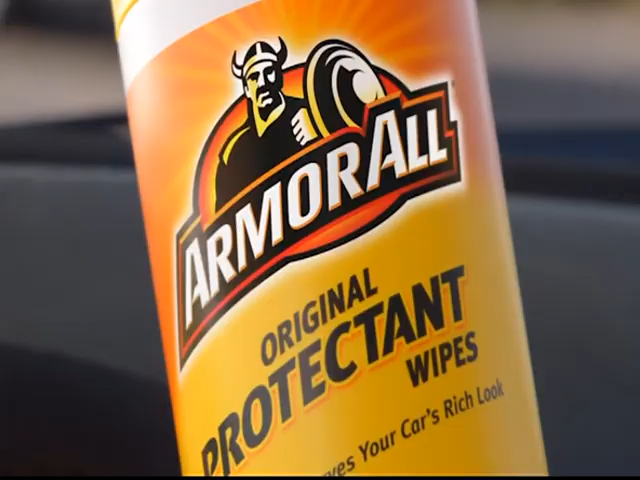 ARMORALL
ORIGINAL
PROTECTANT
WIPES
Your Car's Rich Look